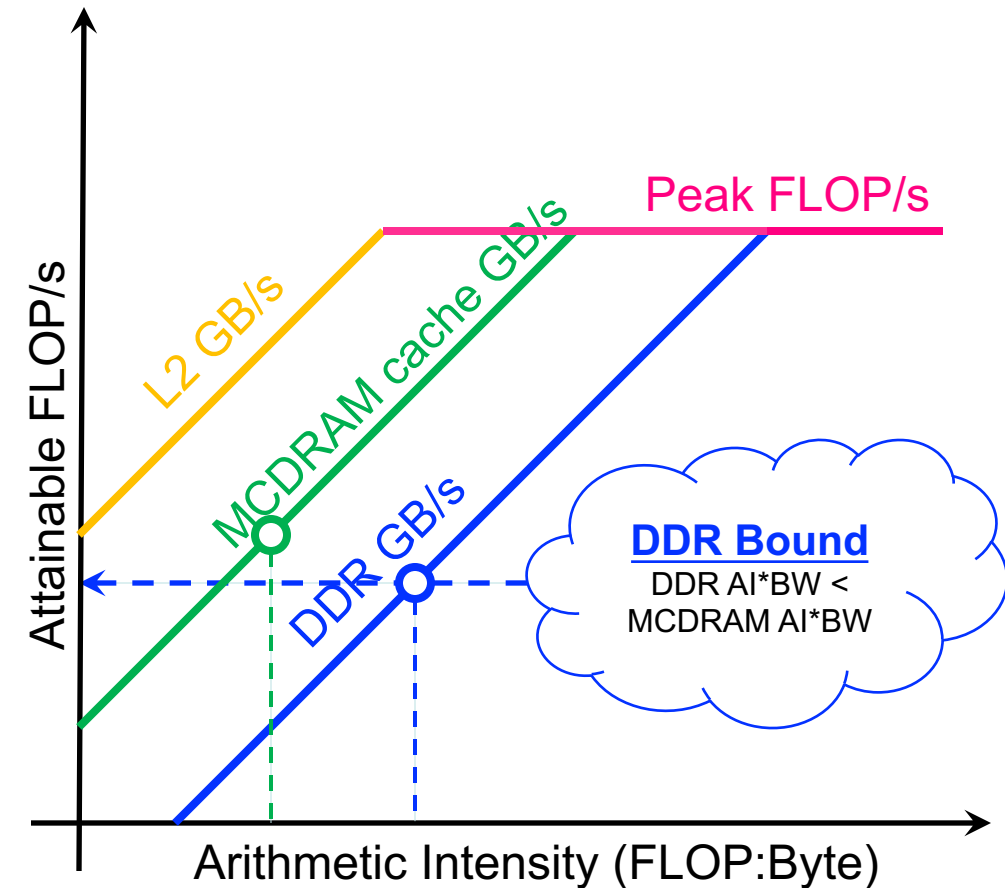 Peak FLOP/s
L2 GB/s
MCDRAM cache GB/s
DDR GB/s
Attainable FLOP/s
DDR Bound
DDR AI*BW <
MCDRAM AI*BW
Arithmetic Intensity (FLOP:Byte)